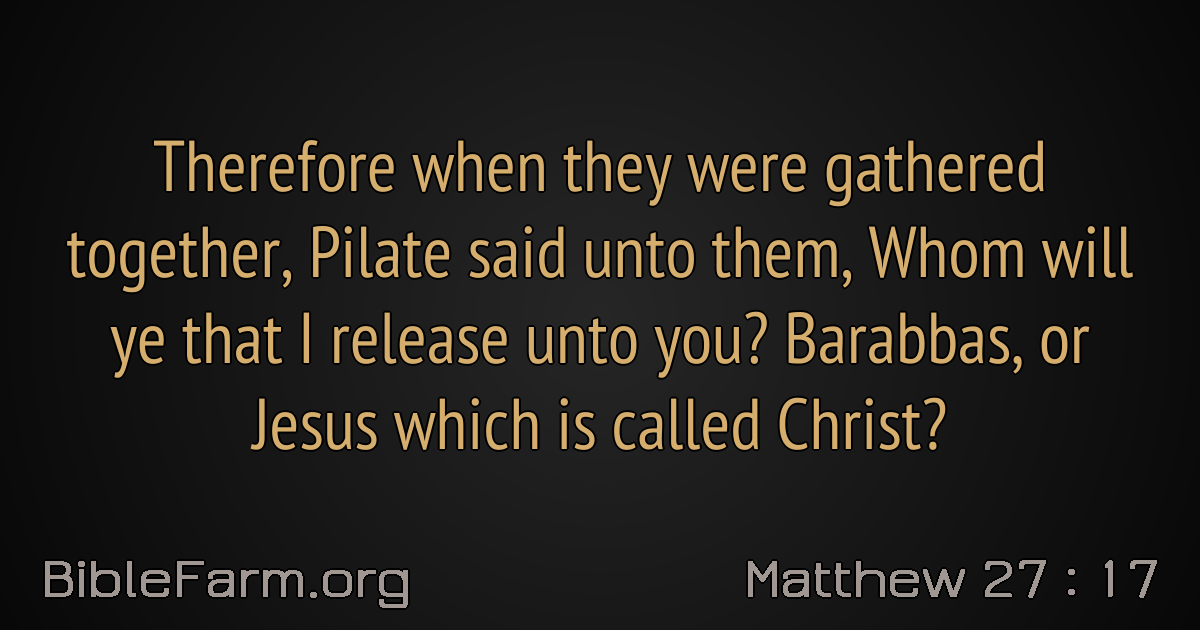 Therefore when they were gathered
together, Pilate said unto them, Whom will
ye that I release unto you? Barabbas, or
Jesus which is called Christ?
BibleFarm.org
Matthew 27 : 17